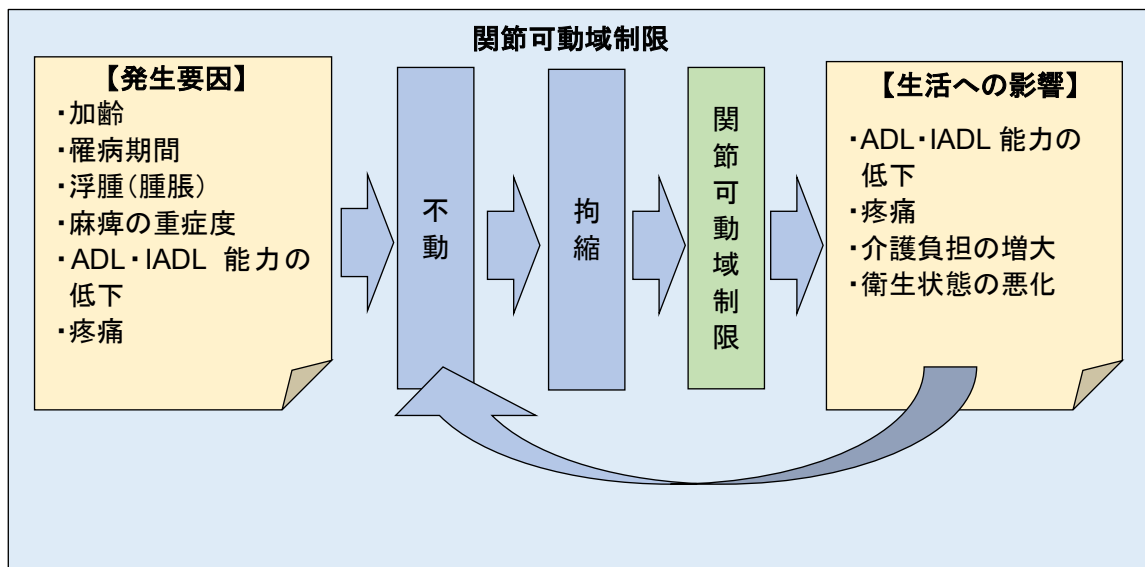 関節可動域制限
【発生要因】
・加齢
・罹病期間
・浮腫(腫脹)
・麻痺の重症度
・ADL・IADL 能力の
低下
・疼痛
不動
拘縮
関節可動域制限
【生活への影響】
・ADL・IADL 能力の
低下
・疼痛
・介護負担の増大
・衛生状態の悪化